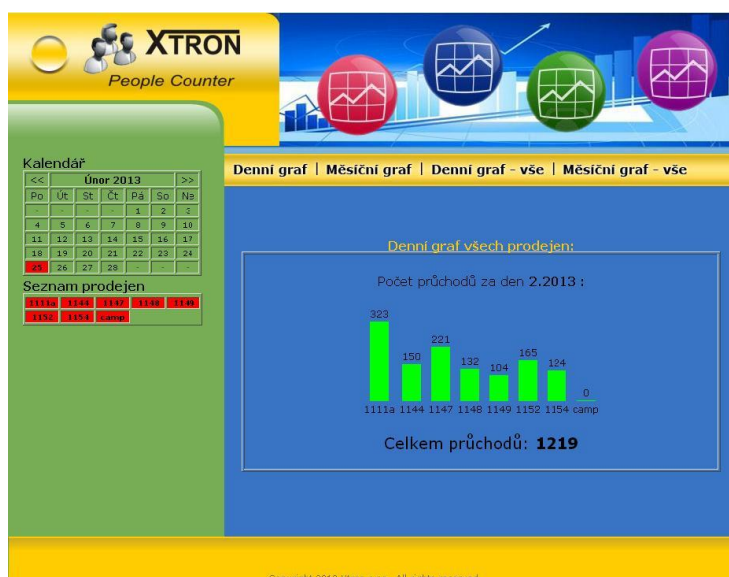 XTRON
People Counter
Denní graf | Měsíční graf | Denní graf - vše | Měsíční graf - vše
Kalendář
<< Únor 2013 >>
Po Út St Čt Pá So Ne
- - - - 1 2 3
4 5 6 7 8 9 10
11 12 13 14 15 16 17
18 19 20 21 22 23 24
25 26 27 28 - - -
Seznam prodejen
1111a 1144 1147 1148 1149
1152 1154 camp
Denní graf všech prodejen:
Počet průchodů za den 2.2013 :
323 150 221 132 104 165 124 0
1111a 1144 1147 1148 1149 1152 1154 camp
Celkem průchodů: 1219